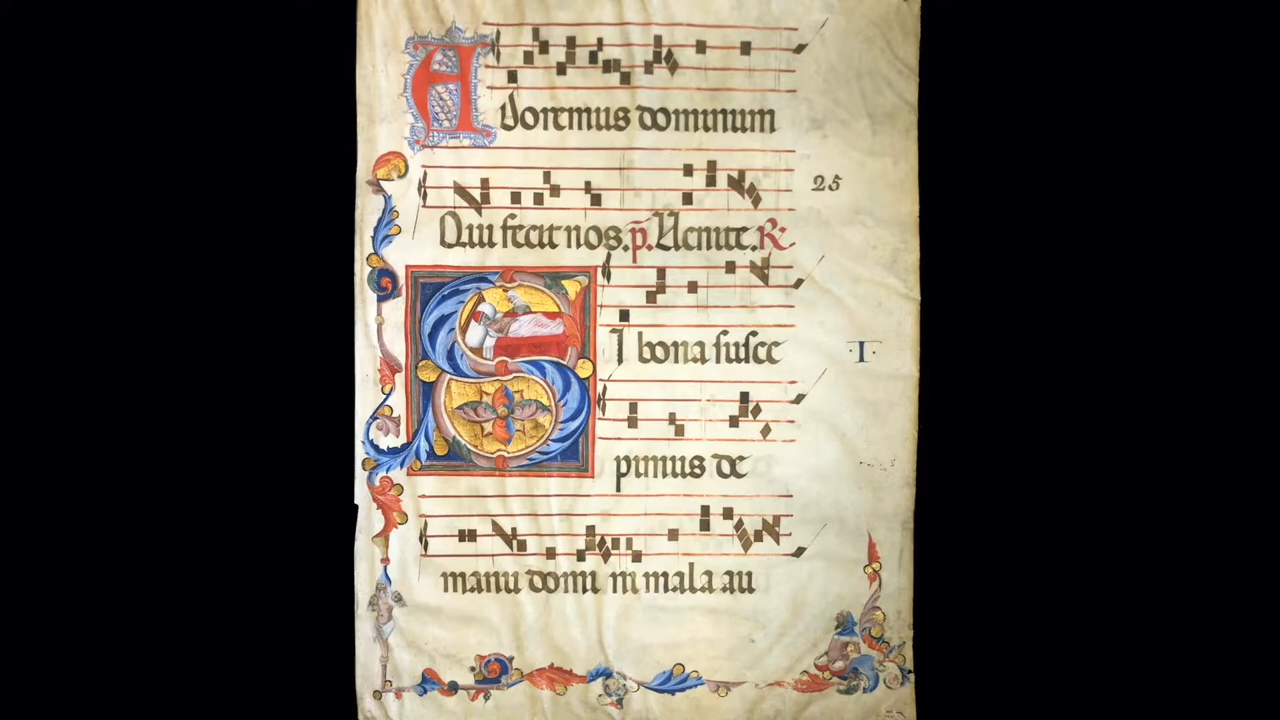 Adoremus dominum
25
Qui fecit nos. p̄. Venite. R
SI bona susce
·I·
pimus de
manu domi ni mala au